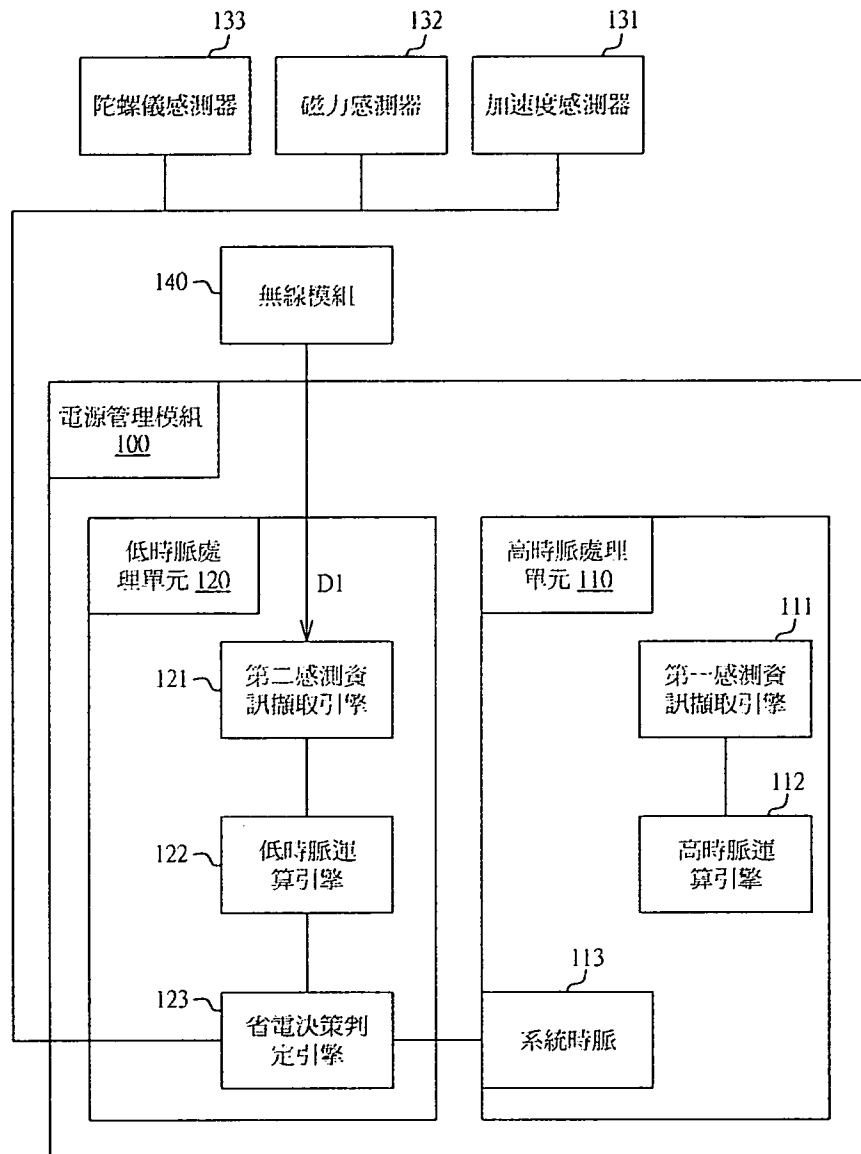 133
132
131
陀螺儀感測器
磁力感測器
加速度感測器
140
無線模組
電源管理模組
100
低時脈處
理單元 120
高時脈處理
單元 110
D1
111
121
第二感測資
訊擷取引擎
第一感測資
訊擷取引擎
112
122
低時脈運
算引擎
高時脈運
算引擎
113
123
省電決策判
定引擎
系統時脈